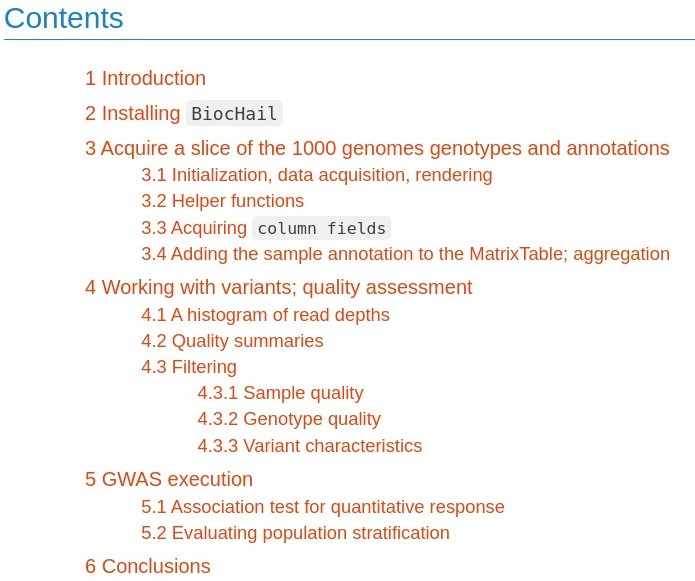 Contents
1 Introduction
2 Installing BiocHail
3 Acquire a slice of the 1000 genomes genotypes and annotations
3.1 Initialization, data acquisition, rendering
3.2 Helper functions
3.3 Acquiring column fields
3.4 Adding the sample annotation to the MatrixTable; aggregation
4 Working with variants; quality assessment
4.1 A histogram of read depths
4.2 Quality summaries
4.3 Filtering
4.3.1 Sample quality
4.3.2 Genotype quality
4.3.3 Variant characteristics
5 GWAS execution
5.1 Association test for quantitative response
5.2 Evaluating population stratification
6 Conclusions